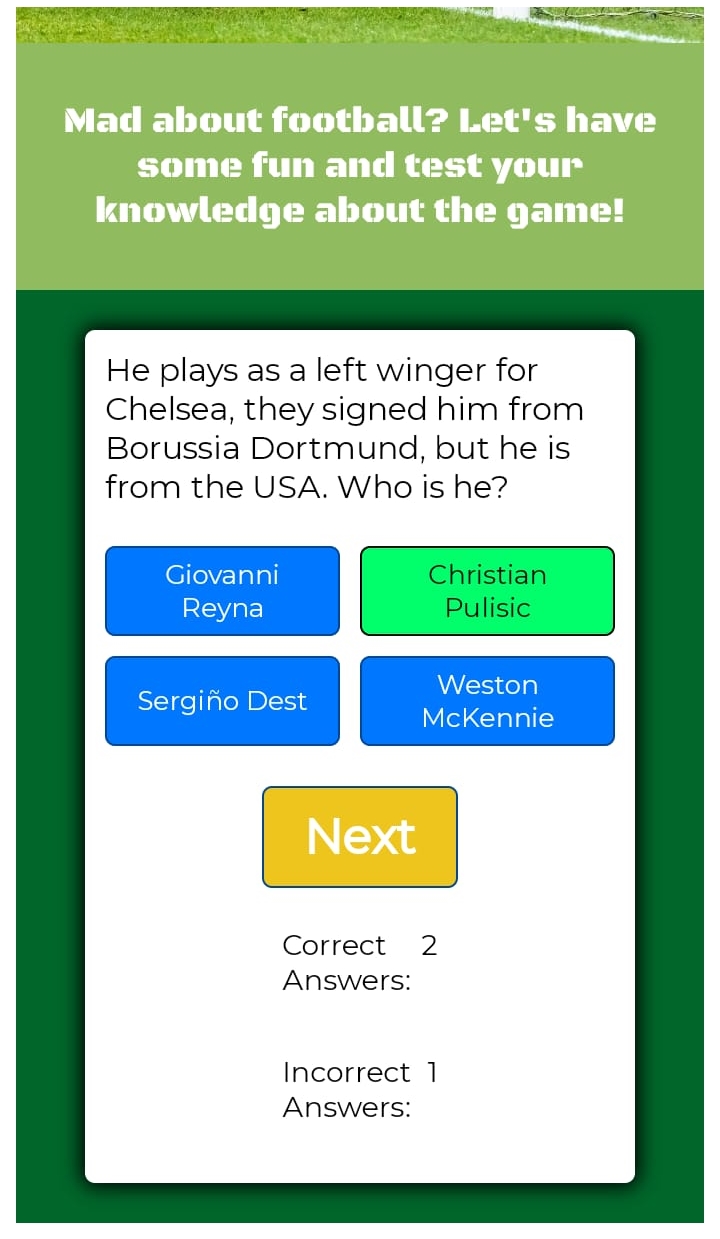 Mad about football? Let's have
some fun and test your
knowledge about the game!
He plays as a left winger for
Chelsea, they signed him from
Borussia Dortmund, but he is
from the USA. Who is he?
Giovanni
Reyna
Christian
Pulisic
Sergiño Dest
Weston
McKennie
Next
Correct 2
Answers:
Incorrect 1
Answers: